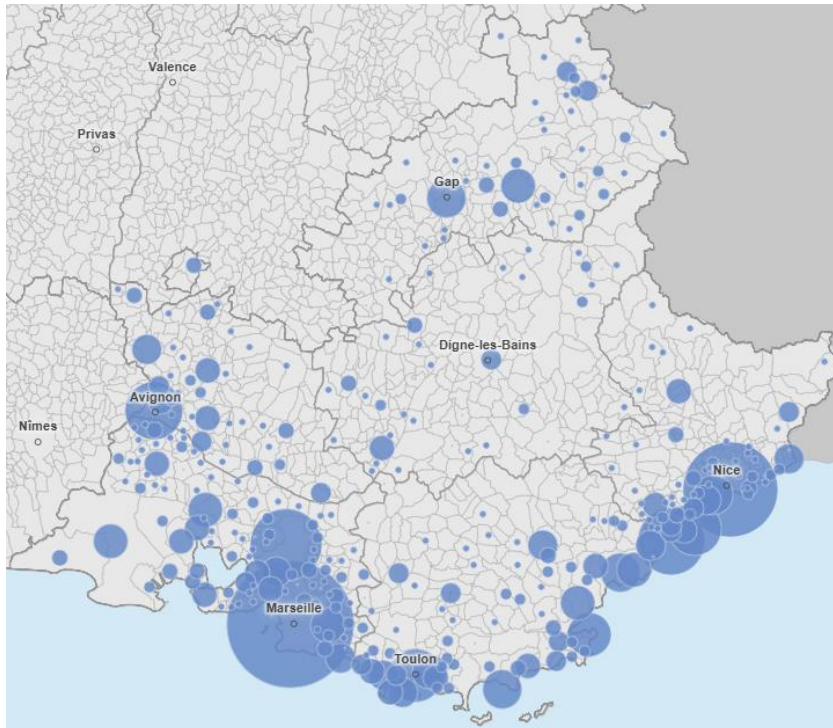 Valence
Privas
Gap
Digne-les-Bains
Avignon
Nîmes
Nice
Marseille
Toulon